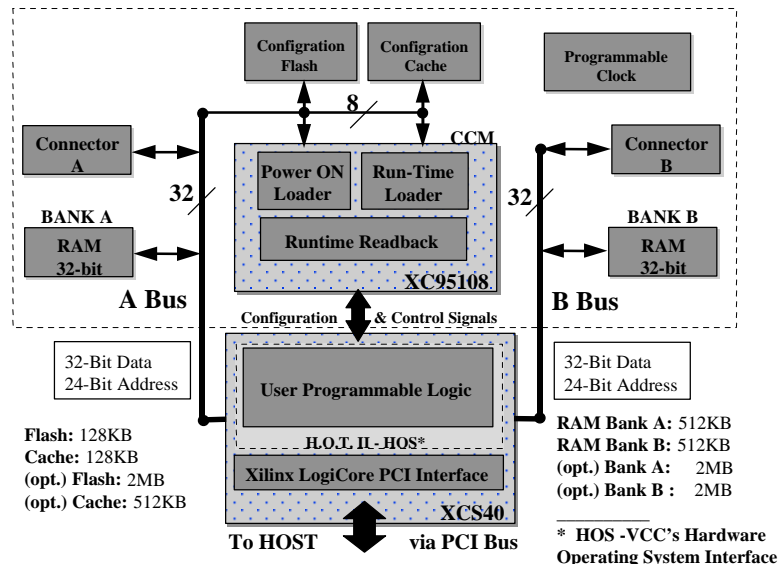 Configration
Flash
Configration
Cache
Programmable
Clock
8
CCM
Connector
A
Power ON
Loader
Run-Time
Loader
Connector
B
32
32
BANK A
RAM
32-bit
Runtime Readback
BANK B
RAM
32-bit
XC95108
A Bus
B Bus
Configuration & Control Signals
32-Bit Data
24-Bit Address
User Programmable Logic
32-Bit Data
24-Bit Address
H.O.T. II - HOS*
Xilinx LogiCore PCI Interface
XCS40
Flash: 128KB
Cache: 128KB
(opt.) Flash: 2MB
(opt.) Cache: 512KB
RAM Bank A: 512KB
RAM Bank B: 512KB
(opt.) Bank A: 2MB
(opt.) Bank B : 2MB
To HOST via PCI Bus
* HOS -VCC's Hardware
Operating System Interface